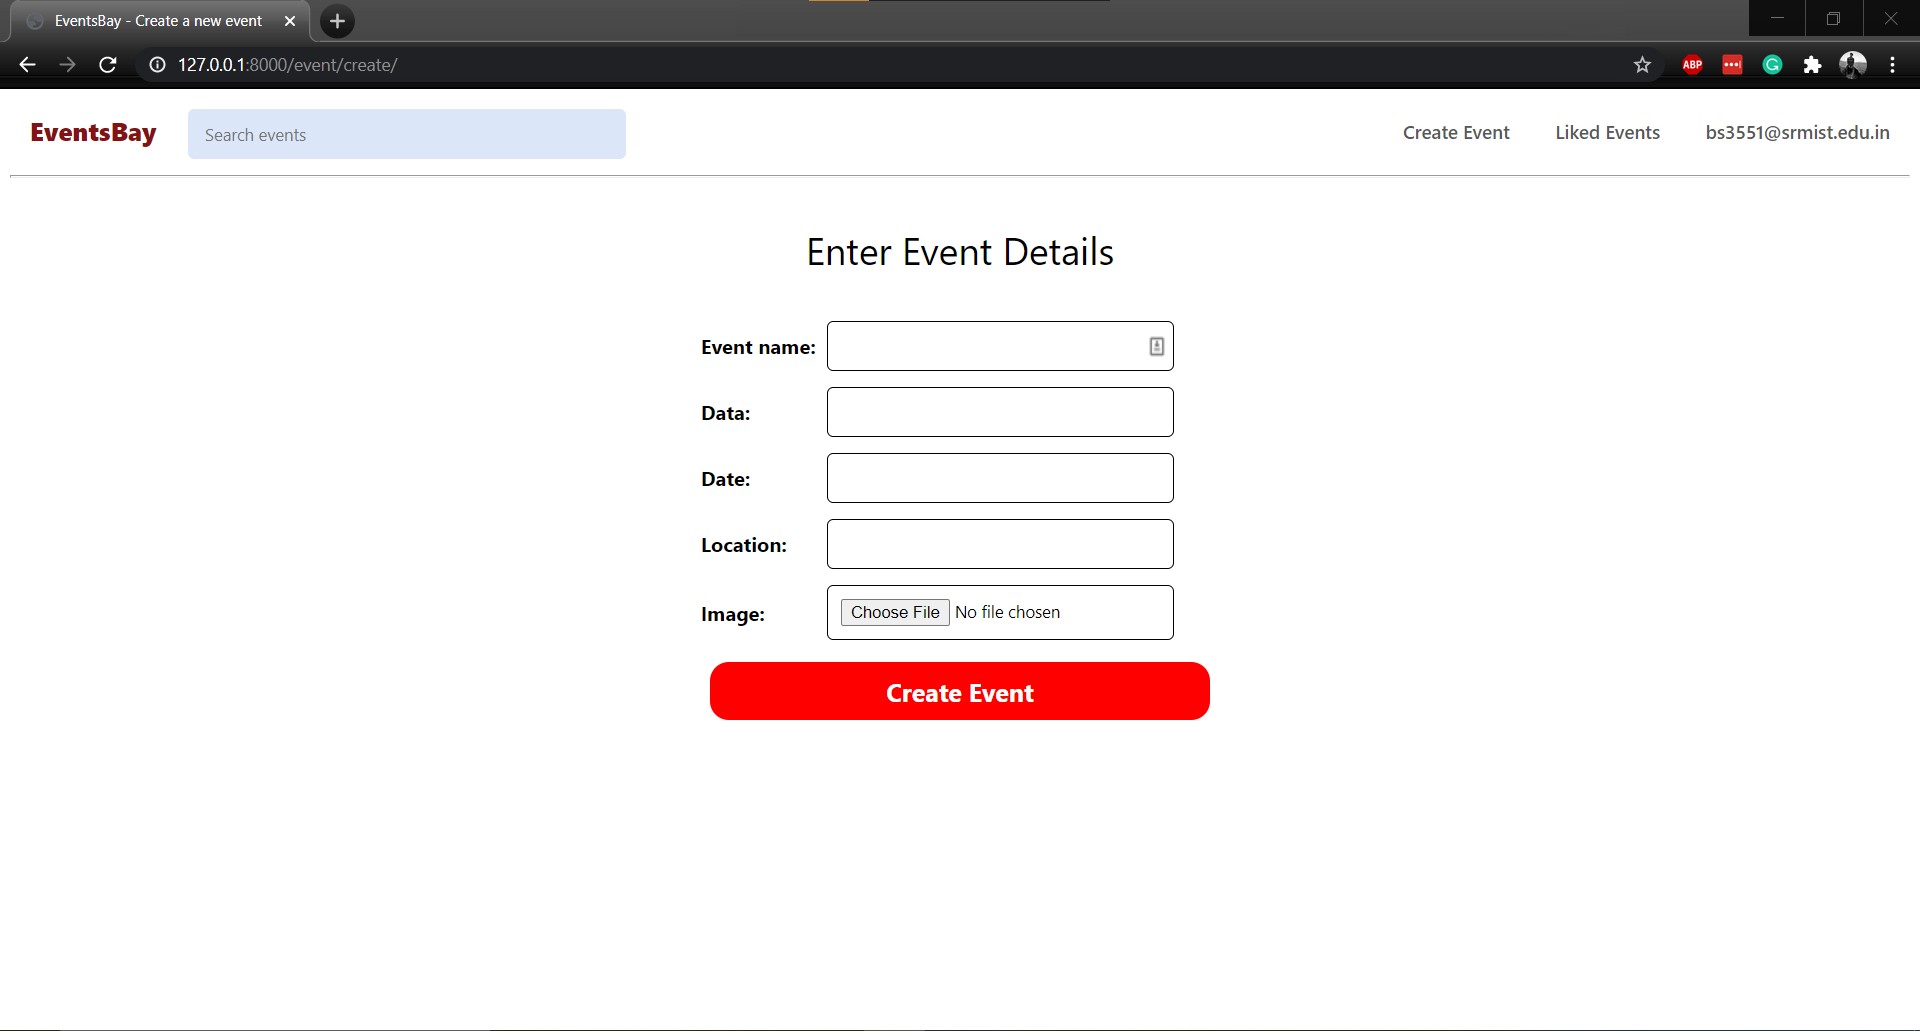 EventsBay - Create a new event
127.0.0.1:8000/event/create/
ABP
EventsBay
Search events
Create Event
Liked Events
bs3551@srmist.edu.in
Enter Event Details
Event name:
Data:
Date:
Location:
Image:
Choose File No file chosen
Create Event